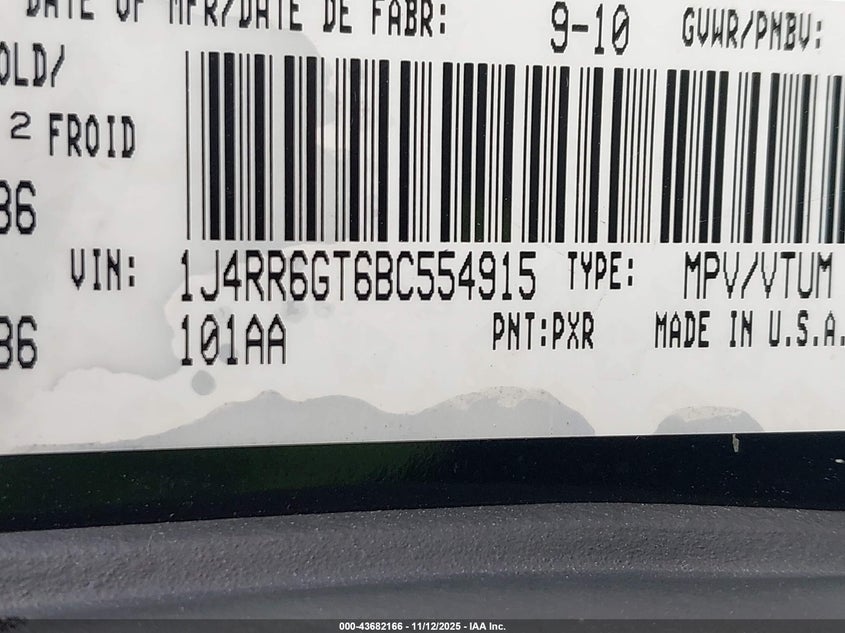 DATE OF MFR/DATE DE FABR: 9-10 GVWR/PNBV:
OLD/
2 FROID
36
VIN: 1J4RR6GT6BC554915 TYPE: MPV/VTUM
36 101AA PNT:PXR MADE IN U.S.A.
000-43682166 - 11/12/2025 - IAA Inc.